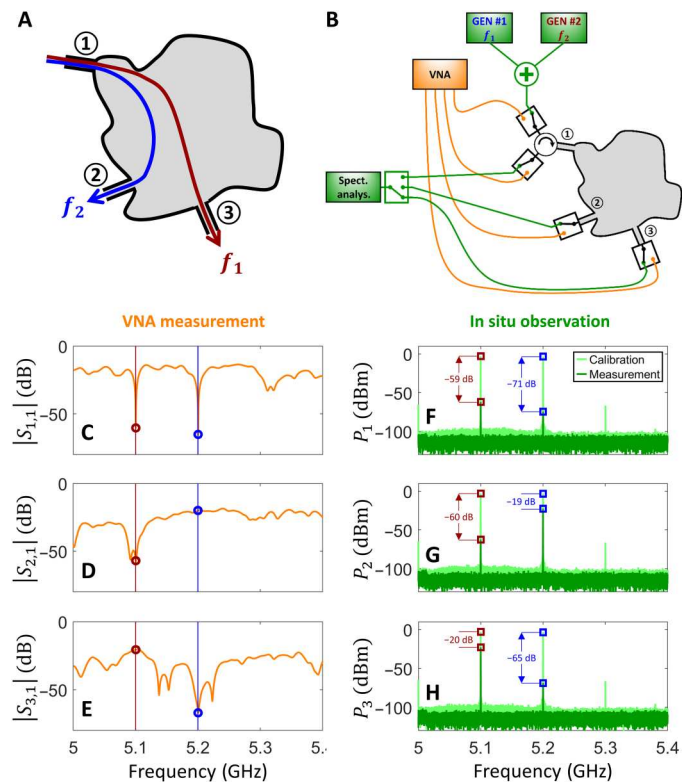 A
①
②
③
f₂
f₁
B
GEN #1
f₁
GEN #2
f₂
VNA
+
Spect.
analys.
①
②
③
VNA measurement
In situ observation
0
−50
|S₁,₁| (dB)
C
0
−50
−100
P₁ (dBm)
−59 dB
−71 dB
Calibration
Measurement
F
0
−50
|S₂,₁| (dB)
D
0
−50
−100
P₂ (dBm)
−60 dB
−19 dB
G
0
−50
|S₃,₁| (dB)
E
5
5.1
5.2
5.3
5.
Frequency (GHz)
0
−50
−100
P₃ (dBm)
−20 dB
−65 dB
H
5
5.1
5.2
5.3
5.4
Frequency (GHz)